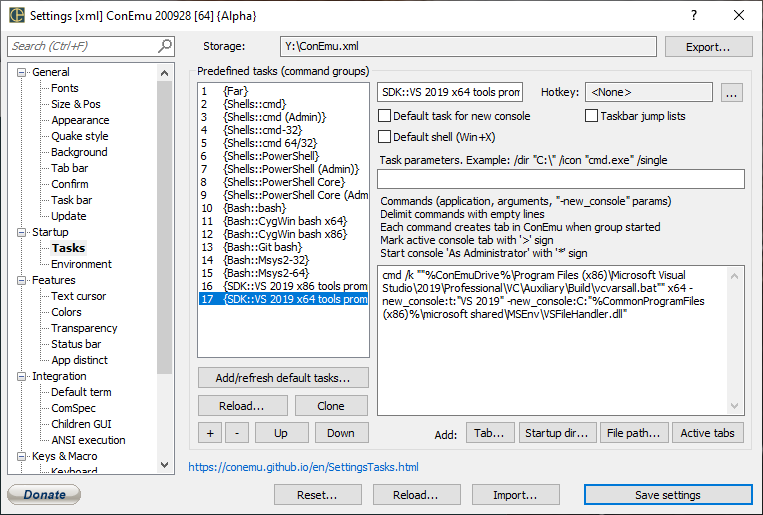 Settings [xml] ConEmu 200928 [64] {Alpha}
Search (Ctrl+F)
Storage:
Y:\ConEmu.xml
Export...
General
Fonts
Size & Pos
Appearance
Quake style
Background
Tab bar
Confirm
Task bar
Update
Startup
Tasks
Environment
Features
Text cursor
Colors
Transparency
Status bar
App distinct
Integration
Default term
ComSpec
Children GUI
ANSI execution
Keys & Macro
Keyboard
Predefined tasks (command groups)
1 {Far}
2 {Shells::cmd}
3 {Shells::cmd (Admin)}
4 {Shells::cmd-32}
5 {Shells::cmd 64/32}
6 {Shells::PowerShell}
7 {Shells::PowerShell (Admin)}
8 {Shells::PowerShell Core}
9 {Shells::PowerShell Core (Adm
10 {Bash::bash}
11 {Bash::CygWin bash x64}
12 {Bash::CygWin bash x86}
13 {Bash::Git bash}
14 {Bash::Msys2-32}
15 {Bash::Msys2-64}
16 {SDK::VS 2019 x86 tools prom
17 {SDK::VS 2019 x64 tools prom
Add/refresh default tasks...
Reload...
Clone
+
-
Up
Down
SDK::VS 2019 x64 tools prom
Hotkey:
<None>
...
Default task for new console
Taskbar jump lists
Default shell (Win+X)
Task parameters. Example: /dir "C:\" /icon "cmd.exe" /single
Commands (application, arguments, "-new_console" params)
Delimit commands with empty lines
Each command creates tab in ConEmu when group started
Mark active console tab with '>' sign
Start console 'As Administrator' with '*' sign
cmd /k ""%ConEmuDrive%\Program Files (x86)\Microsoft Visual
Studio\2019\Professional\VC\Auxiliary\Build\vcvarsall.bat"" x64 -
new_console:t:"VS 2019" -new_console:C:"%CommonProgramFiles
(x86)%\microsoft shared\MSEnv\VSFileHandler.dll"
Add:
Tab...
Startup dir...
File path...
Active tabs
https://conemu.github.io/en/SettingsTasks.html
Donate
Reset...
Reload...
Import...
Save settings